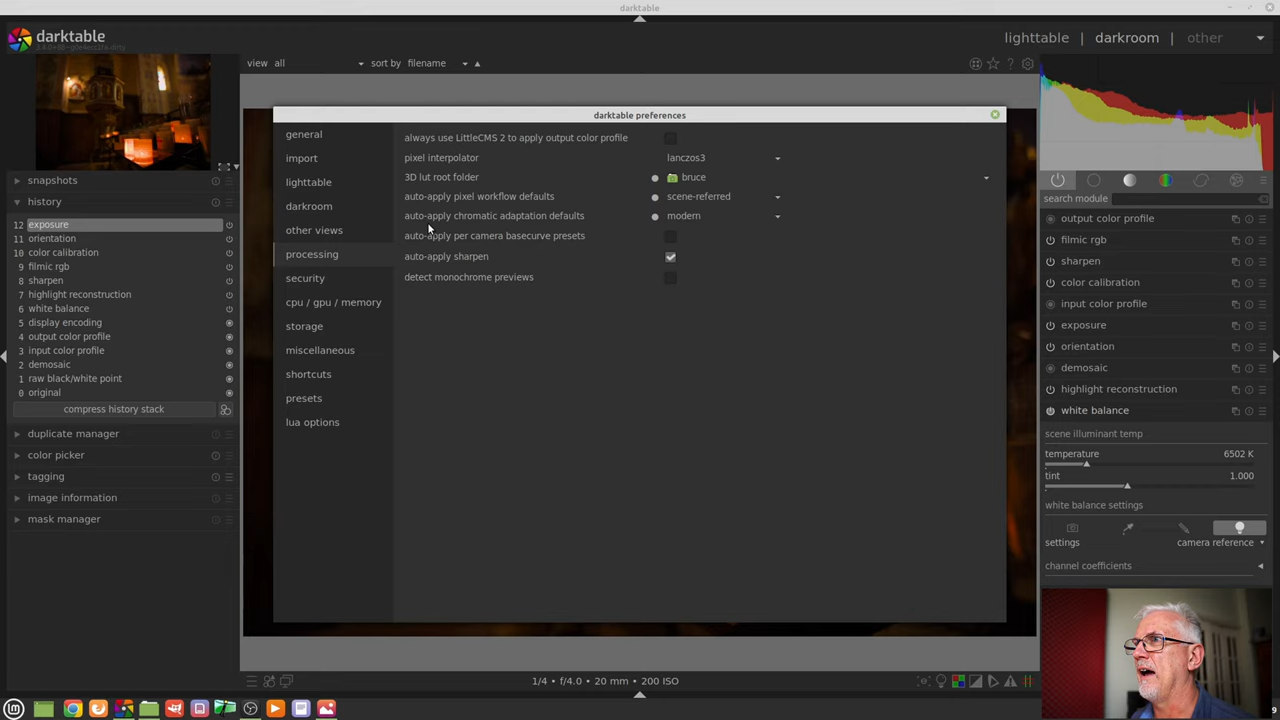 darktable
darktable
lighttable | darkroom | other
view all sort by filename
darktable preferences
general
import
lighttable
darkroom
other views
processing
security
cpu / gpu / memory
storage
miscellaneous
shortcuts
presets
lua options
always use LittleCMS 2 to apply output color profile
pixel interpolator lanczos3
3D lut root folder bruce
auto-apply pixel workflow defaults scene-referred
auto-apply chromatic adaptation defaults modern
auto-apply per camera basecurve presets
auto-apply sharpen
detect monochrome previews
snapshots
history
12 exposure
11 orientation
10 color calibration
9 filmic rgb
8 sharpen
7 highlight reconstruction
6 white balance
5 display encoding
4 output color profile
3 input color profile
2 demosaic
1 raw black/white point
0 original
compress history stack
duplicate manager
color picker
tagging
image information
mask manager
search module
output color profile
filmic rgb
sharpen
color calibration
input color profile
exposure
orientation
demosaic
highlight reconstruction
white balance
scene illuminant temp
temperature 6502 K
tint 1.000
white balance settings
settings camera reference
channel coefficients
1/4 • f/4.0 • 20 mm • 200 ISO